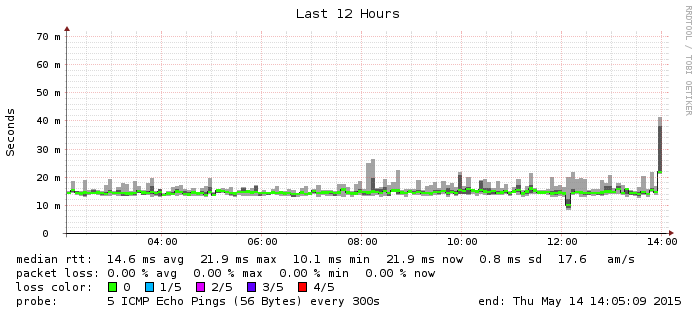 Last 12 Hours
RRDTOOL / TOBI OETIKER
Seconds
70 m
60 m
50 m
40 m
30 m
20 m
10 m
0
04:00 06:00 08:00 10:00 12:00 14:00
median rtt: 14.6 ms avg 21.9 ms max 10.1 ms min 21.9 ms now 0.8 ms sd 17.6 am/s
packet loss: 0.00 % avg 0.00 % max 0.00 % min 0.00 % now
loss color: 0 1/5 2/5 3/5 4/5
probe: 5 ICMP Echo Pings (56 Bytes) every 300s end: Thu May 14 14:05:09 2015